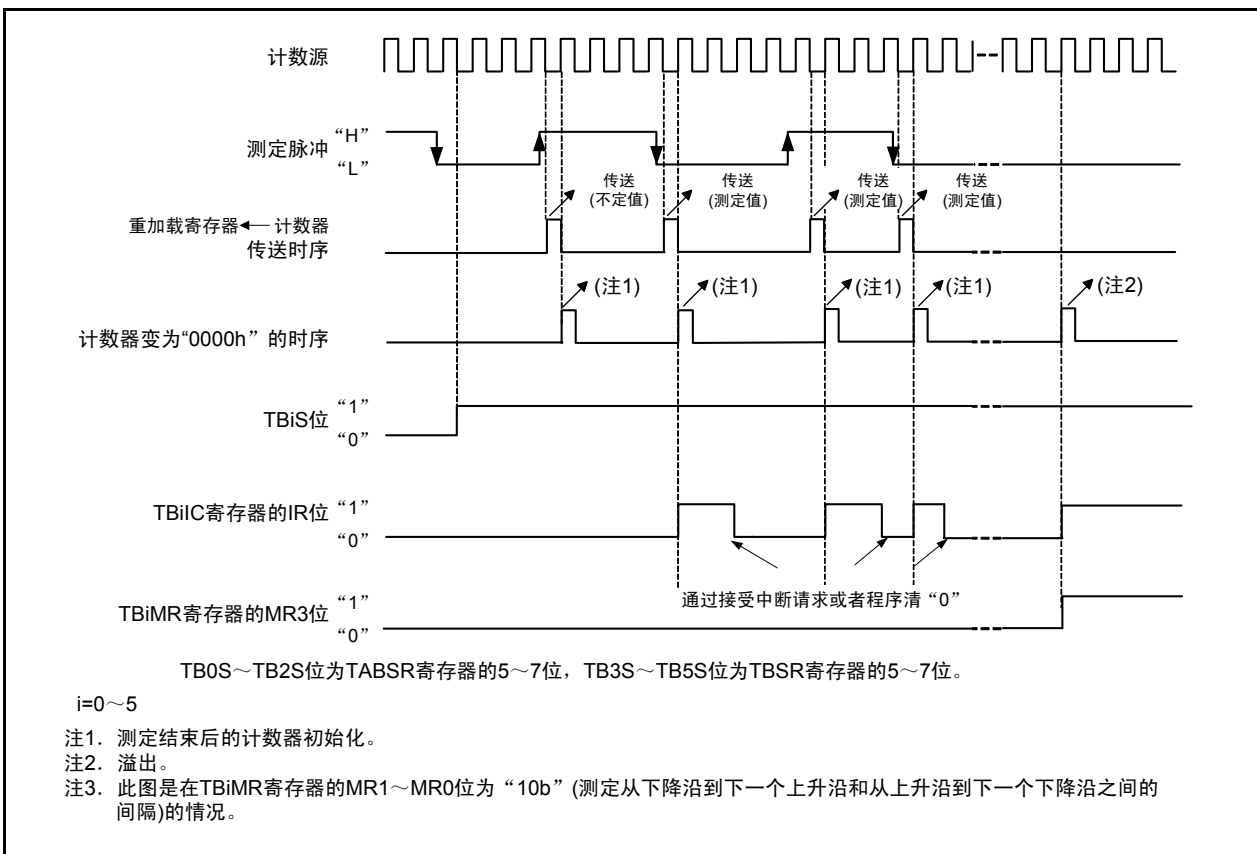 计数源
测定脉冲 “H”
“L”
传送 (不定值)
传送 (测定值)
传送 (测定值)
传送 (测定值)
重加载寄存器← 计数器
传送时序
(注1) (注1) (注1) (注1) (注2)
计数器变为“0000h”的时序
TBiS位 “1”
“0”
TBiIC寄存器的IR位 “1”
“0”
通过接受中断请求或者程序清“0”
TBiMR寄存器的MR3位 “1”
“0”
TB0S～TB2S位为TABSR寄存器的5～7位，TB3S～TB5S位为TBSR寄存器的5～7位。
i=0～5
注1. 测定结束后的计数器初始化。
注2. 溢出。
注3. 此图是在TBiMR寄存器的MR1～MR0位为“10b”(测定从下降沿到下一个上升沿和从上升沿到下一个下降沿之间的
间隔)的情况。